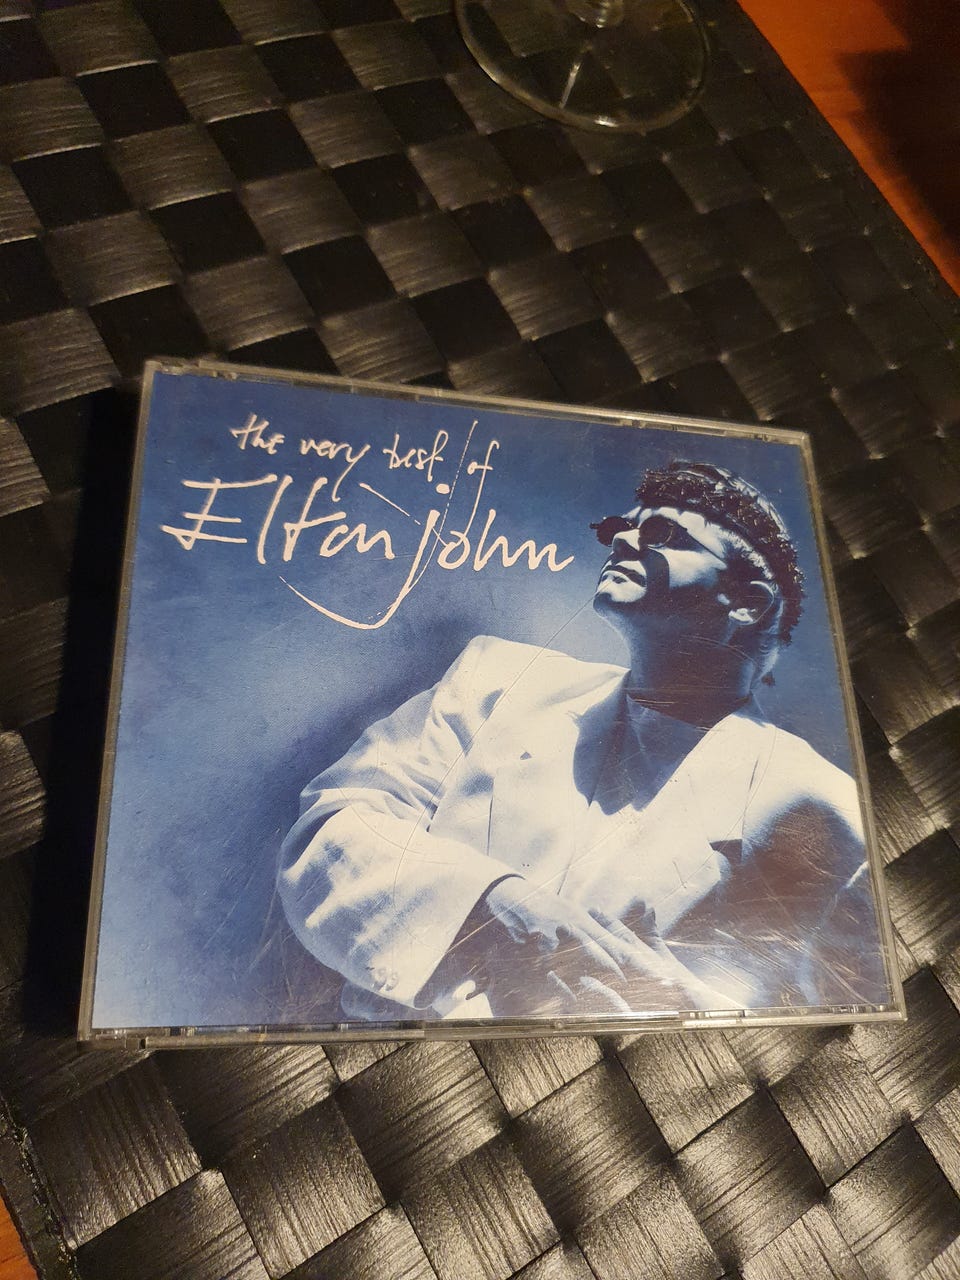 the very best of
Elton john